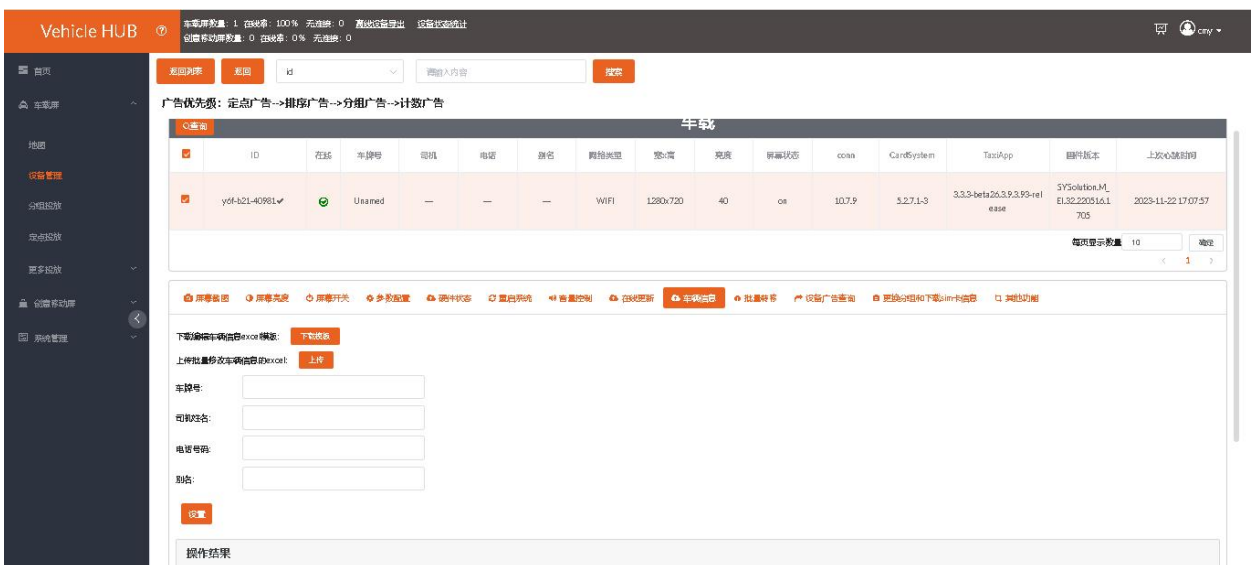 Vehicle HUB
车载屏数量: 1 在线率: 100% 无连接: 0 离线设备导出 设备状态统计
创意移动屏数量: 0 在线率: 0% 无连接: 0
cmy
首页
车载屏
地图
设备管理
分组投放
定点投放
更多投放
创意移动屏
系统管理
返回列表 返回 id 请输入内容 搜索
广告优先级: 定点广告-->排序广告-->分组广告-->计数广告
查询 车载
ID 在线 车牌号 司机 电话 别名 网络类型 宽x高 亮度 屏幕状态 conn CardSystem TaxiApp 固件版本 上次心跳时间
y6f-b21-40981 Unamed — — — WIFI 1280x720 40 on 10.7.9 5.2.7.1-3 3.3.3-beta26.3.9.3.93-rel
ease SYSolution.M_
EI.32.220516.1
705 2023-11-22 17:07:57
每页显示数量 10 确定
1
屏幕截图 屏幕亮度 屏幕开关 参数配置 硬件状态 重启系统 音量控制 在线更新 车辆信息 批量转移 设备广告查询 更换分组和下载sim卡信息 其他功能
下载编辑车辆信息excel模版: 下载模版
上传批量修改车辆信息的excel: 上传
车牌号:
司机姓名:
电话号码:
别名:
设置
操作结果